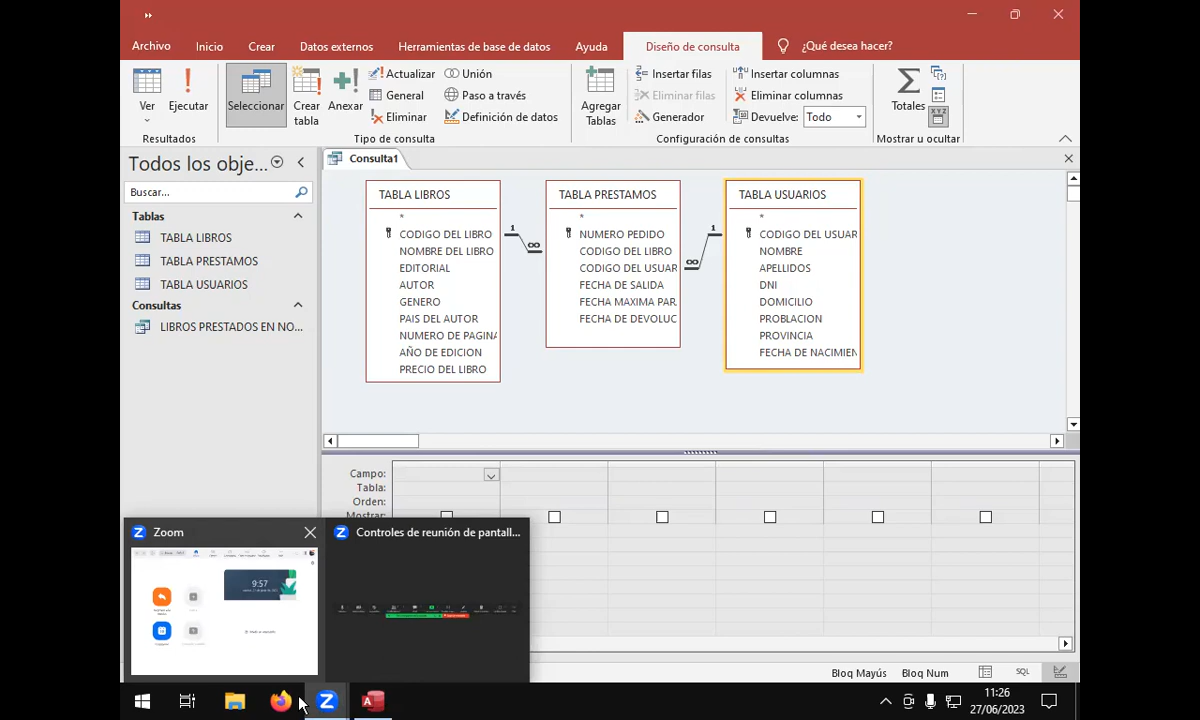 Archivo Inicio Crear Datos externos Herramientas de base de datos Ayuda Diseño de consulta ¿Qué desea hacer?
Ver
Ejecutar
Resultados
Seleccionar
Crear tabla
Anexar
Actualizar
General
Eliminar
Unión
Paso a través
Definición de datos
Tipo de consulta
Agregar Tablas
Insertar filas
Eliminar filas
Generador
Insertar columnas
Eliminar columnas
Devuelve: Todo
Configuración de consultas
Totales
XYZ
Mostrar u ocultar
Todos los obje...
Buscar...
Tablas
TABLA LIBROS
TABLA PRESTAMOS
TABLA USUARIOS
Consultas
LIBROS PRESTADOS EN NO...
Consulta1
TABLA LIBROS
*
CODIGO DEL LIBRO
NOMBRE DEL LIBRO
EDITORIAL
AUTOR
GENERO
PAIS DEL AUTOR
NUMERO DE PAGINA
AÑO DE EDICION
PRECIO DEL LIBRO
1
∞
TABLA PRESTAMOS
*
NUMERO PEDIDO
CODIGO DEL LIBRO
CODIGO DEL USUAR
FECHA DE SALIDA
FECHA MAXIMA PAR
FECHA DE DEVOLUC
1
∞
TABLA USUARIOS
*
CODIGO DEL USUAR
NOMBRE
APELLIDOS
DNI
DOMICILIO
POBLACION
PROVINCIA
FECHA DE NACIMIEN
Campo:
Tabla:
Orden:
Mostrar:
Zoom
9:57
Controles de reunión de pantall...
Bloq Mayús Bloq Num SQL
11:26
27/06/2023